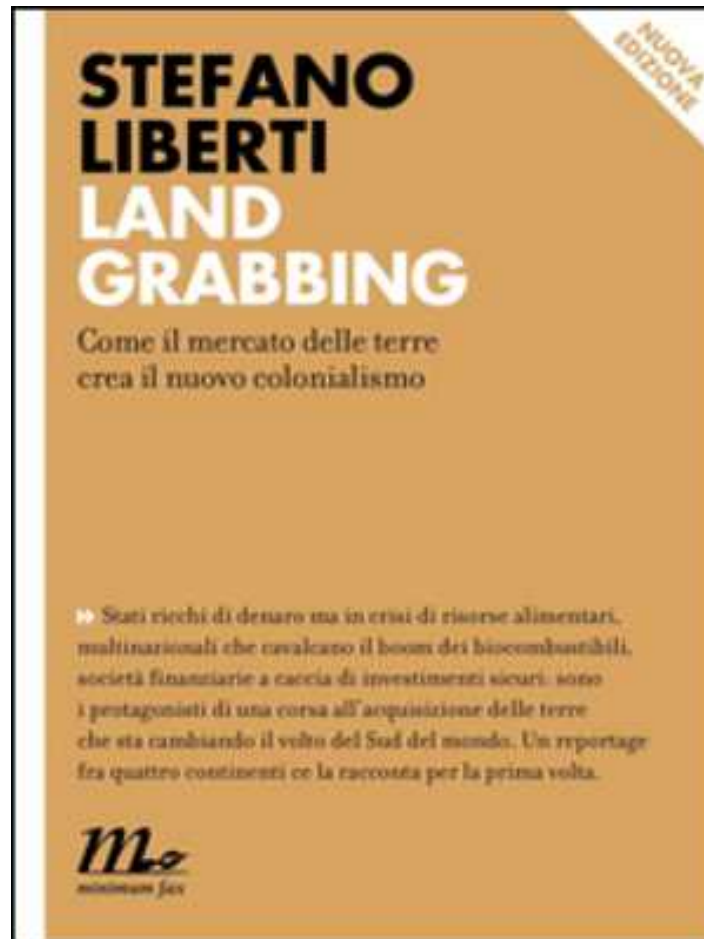 NUOVA
EDIZIONE
STEFANO
LIBERTI
LAND
GRABBING
Come il mercato delle terre
crea il nuovo colonialismo
Stati ricchi di denaro ma in crisi di risorse alimentari,
multinazionali che cavalcano il boom dei biocombustibili,
società finanziarie a caccia di investimenti sicuri: sono
i protagonisti di una corsa all'acquisizione delle terre
che sta cambiando il volto del Sud del mondo. Un reportage
fra quattro continenti ce la racconta per la prima volta.
minimum fax